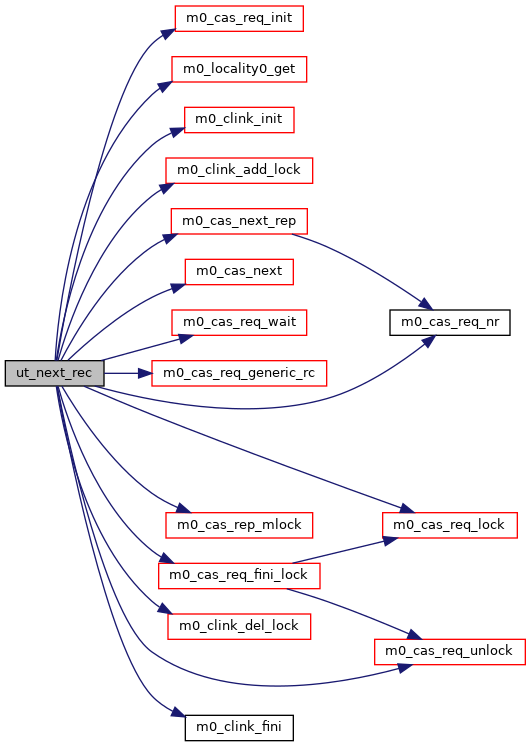 m0_cas_req_init
m0_locality0_get
m0_clink_init
m0_clink_add_lock
m0_cas_next_rep
m0_cas_next
m0_cas_req_nr
m0_cas_req_wait
ut_next_rec
m0_cas_req_generic_rc
m0_cas_rep_mlock
m0_cas_req_lock
m0_cas_req_fini_lock
m0_clink_del_lock
m0_cas_req_unlock
m0_clink_fini